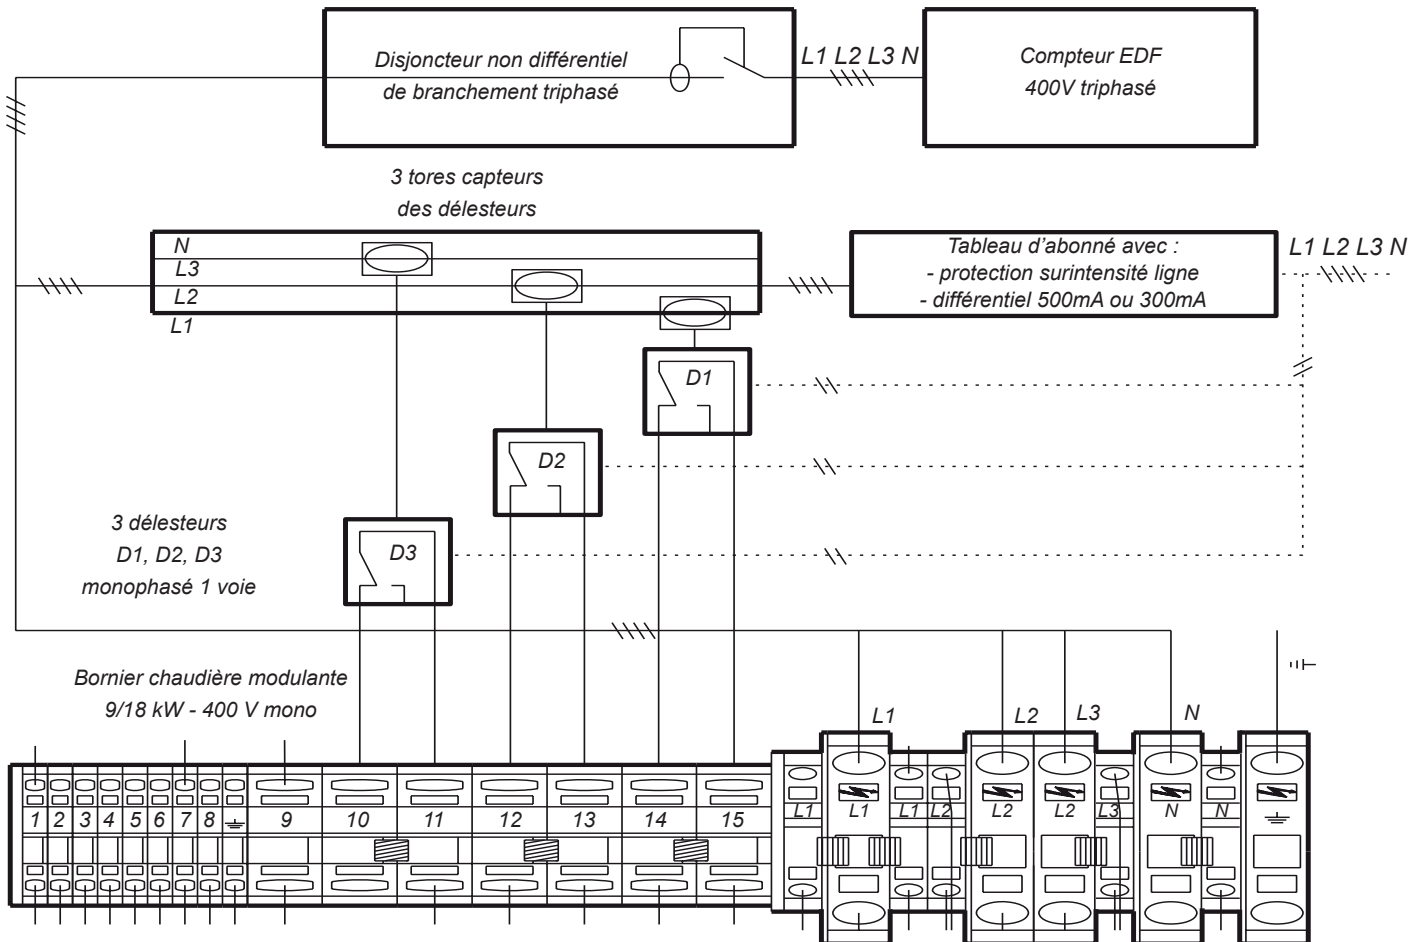 Disjoncteur non différentiel
de branchement triphasé
L1 L2 L3 N
Compteur EDF
400V triphasé
3 tores capteurs
des délesteurs
N
L3
L2
L1
Tableau d'abonné avec :
- protection surintensité ligne
- différentiel 500mA ou 300mA
L1 L2 L3 N
D1
D2
D3
3 délesteurs
D1, D2, D3
monophasé 1 voie
Bornier chaudière modulante
9/18 kW - 400 V mono
L1 L2 L3 N
1 2 3 4 5 6 7 8 9 10 11 12 13 14 15
L1 L1 L1 L2 L2 L2 L3 N N